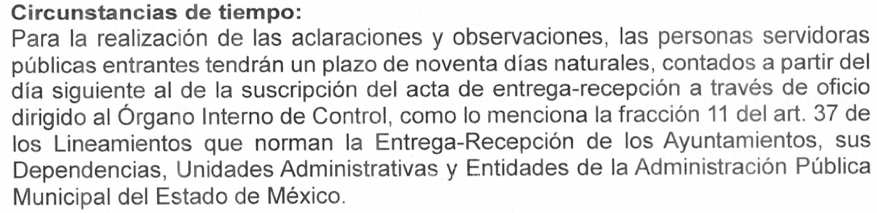 Circunstancias de tiempo:
Para la realización de las aclaraciones y observaciones, las personas servidoras
públicas entrantes tendrán un plazo de noventa días naturales, contados a partir del
día siguiente al de la suscripción del acta de entrega-recepción a través de oficio
dirigido al Órgano Interno de Control, como lo menciona la fracción 11 del art. 37 de
los Lineamientos que norman la Entrega-Recepción de los Ayuntamientos, sus
Dependencias, Unidades Administrativas y Entidades de la Administración Pública
Municipal del Estado de México.